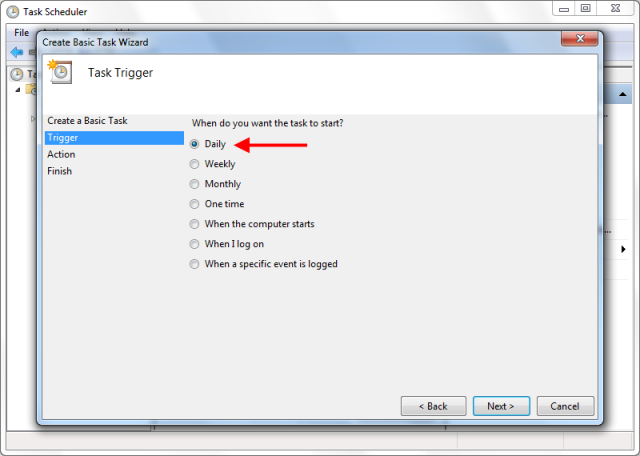 Task Scheduler
File
Create Basic Task Wizard
Task Trigger
Create a Basic Task
Trigger
Action
Finish
When do you want the task to start?
Daily
Weekly
Monthly
One time
When the computer starts
When I log on
When a specific event is logged
< Back
Next >
Cancel